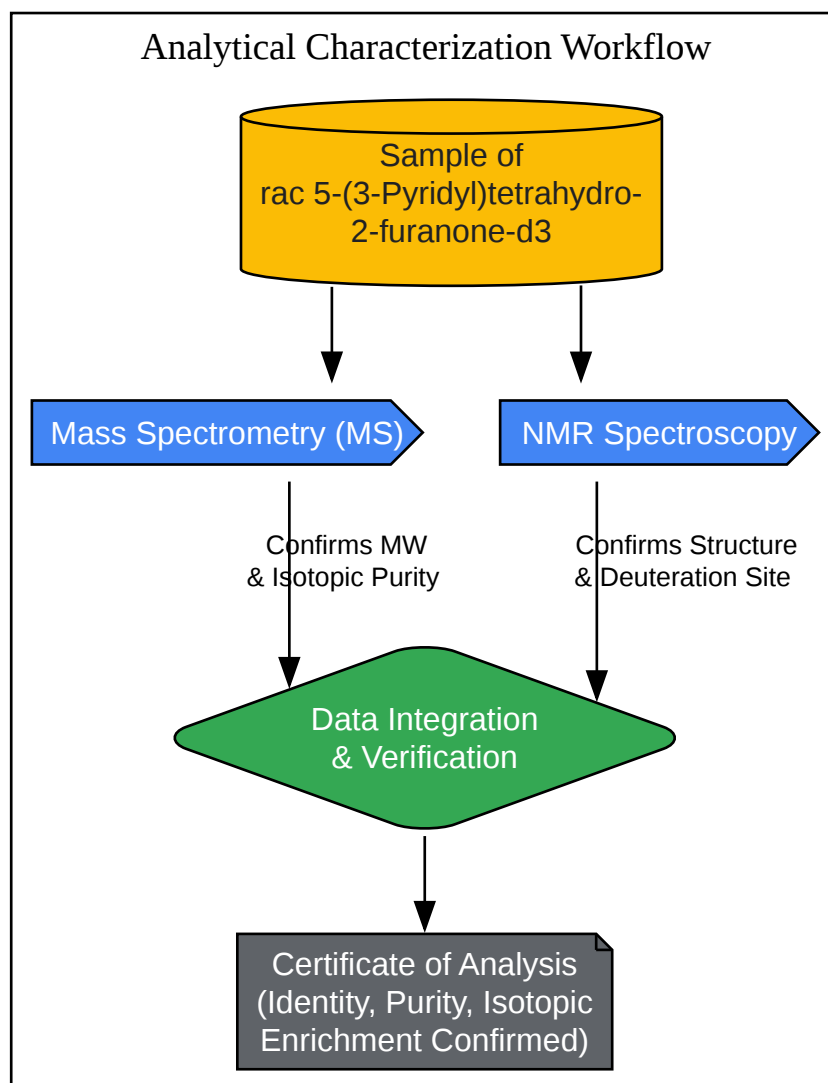 Analytical Characterization Workflow
Sample of
rac 5-(3-Pyridyl)tetrahydro-
2-furanone-d3
Mass Spectrometry (MS)
NMR Spectroscopy
Confirms MW
& Isotopic Purity
Confirms Structure
& Deuteration Site
Data Integration
& Verification
Certificate of Analysis
(Identity, Purity, Isotopic
Enrichment Confirmed)